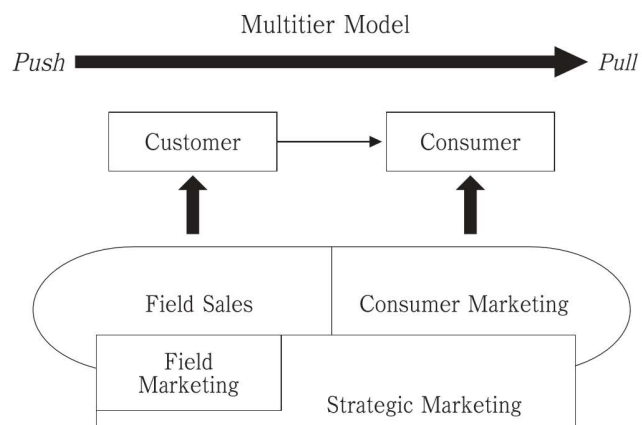 Multitier Model
Push
Pull
Customer
Consumer
Field Sales
Consumer Marketing
Field
Marketing
Strategic Marketing